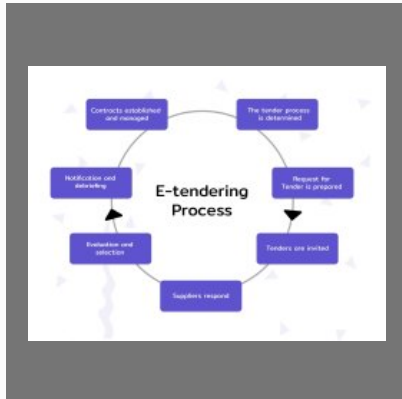 Contracts established
and managed
The tender process
is determined
Notification and
debriefing
Request for
Tender is prepared
E-tendering
Process
Evaluation and
selection
Tenders are invited
Suppliers respond